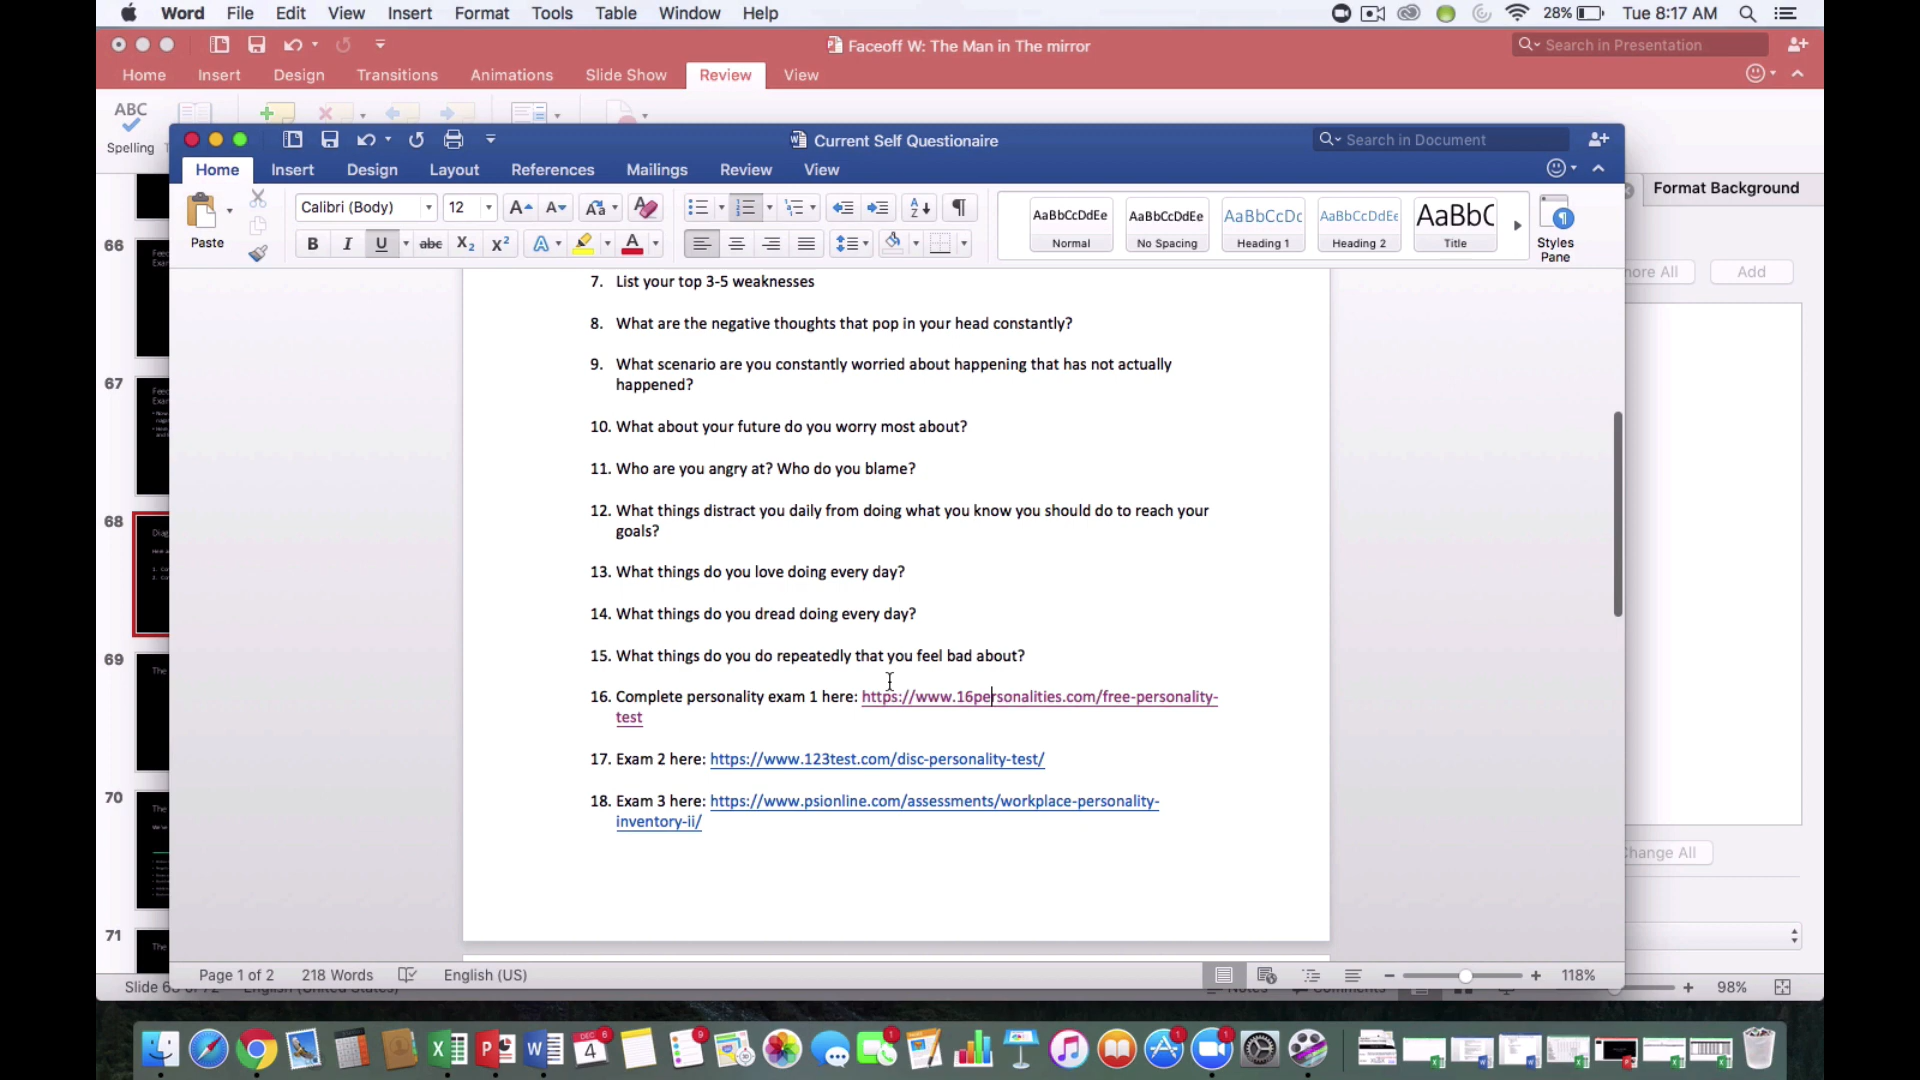 Word File Edit View Insert Format Tools Table Window Help 28% Tue 8:17 AM
Faceoff W: The Man in The mirror Search in Presentation
Home Insert Design Transitions Animations Slide Show Review View
ABC
Spelling
Current Self Questionaire Search in Document
Home Insert Design Layout References Mailings Review View
Format Background
Paste
Calibri (Body) 12
AaBbCcDdEe AaBbCcDdEe AaBbCcDc AaBbCcDdEe AaBbC
Normal No Spacing Heading 1 Heading 2 Title
Styles
Pane
Add
7. List your top 3-5 weaknesses
8. What are the negative thoughts that pop in your head constantly?
9. What scenario are you constantly worried about happening that has not actually
happened?
10. What about your future do you worry most about?
11. Who are you angry at? Who do you blame?
12. What things distract you daily from doing what you know you should do to reach your
goals?
13. What things do you love doing every day?
14. What things do you dread doing every day?
15. What things do you do repeatedly that you feel bad about?
16. Complete personality exam 1 here: https://www.16personalities.com/free-personality-
test
17. Exam 2 here: https://www.123test.com/disc-personality-test/
18. Exam 3 here: https://www.psionline.com/assessments/workplace-personality-
inventory-ii/
66
67
68
69
70
71
Change All
Page 1 of 2 218 Words English (US) 118%
98%
DEC
4